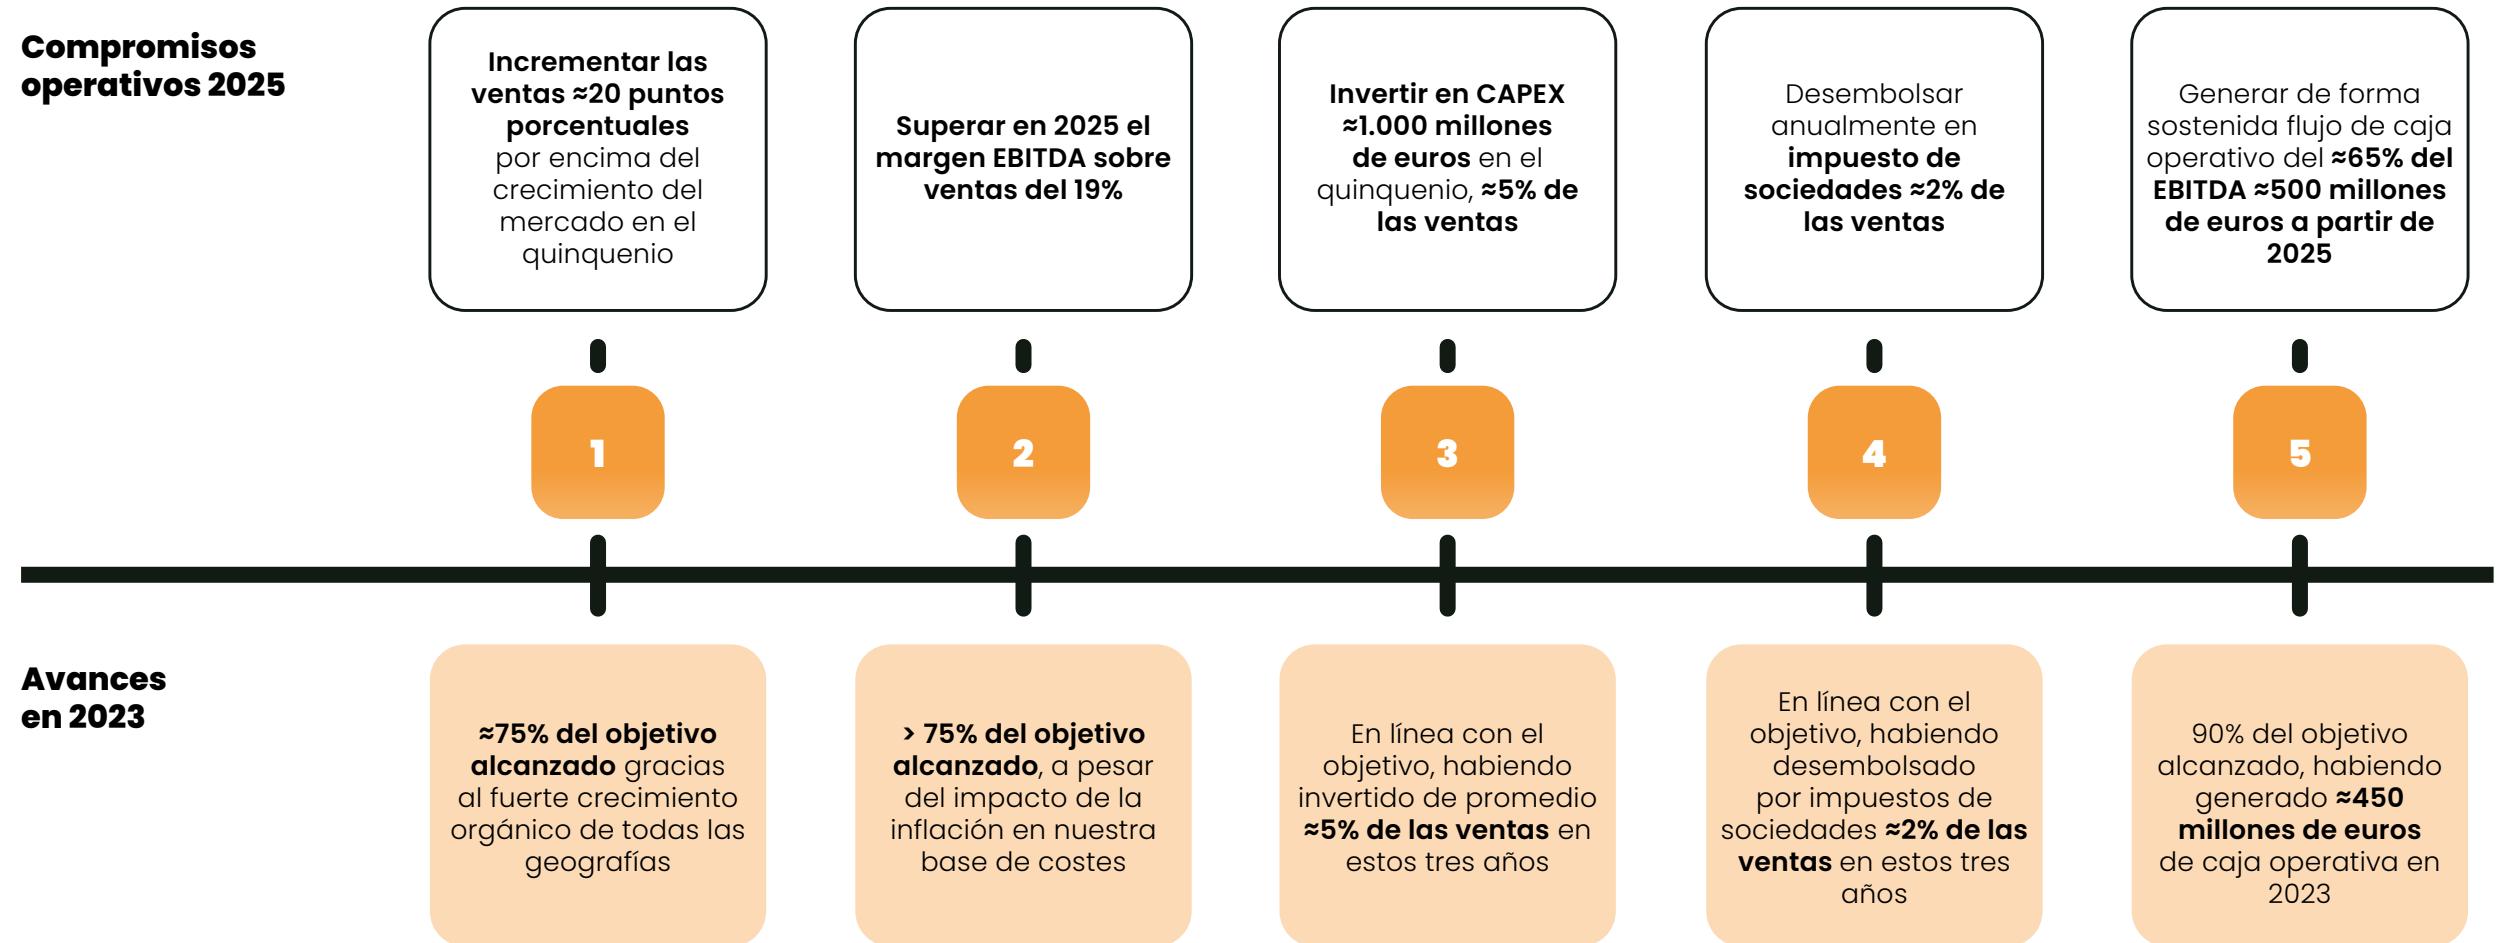 Compromisos
operativos 2025
Incrementar las
ventas ≈20 puntos
porcentuales
por encima del
crecimiento del
mercado en el
quinquenio
Superar en 2025 el
margen EBITDA sobre
ventas del 19%
Invertir en CAPEX
≈1.000 millones
de euros en el
quinquenio, ≈5% de
las ventas
Desembolsar
anualmente en
impuesto de
sociedades ≈2% de
las ventas
Generar de forma
sostenida flujo de caja
operativo del ≈65% del
EBITDA ≈500 millones
de euros a partir de
2025
1
2
3
4
5
Avances
en 2023
≈75% del objetivo
alcanzado gracias
al fuerte crecimiento
orgánico de todas las
geografías
> 75% del objetivo
alcanzado, a pesar
del impacto de la
inflación en nuestra
base de costes
En línea con el
objetivo, habiendo
invertido de promedio
≈5% de las ventas en
estos tres años
En línea con el
objetivo, habiendo
desembolsado
por impuestos de
sociedades ≈2% de las
ventas en estos tres
años
90% del objetivo
alcanzado, habiendo
generado ≈450
millones de euros
de caja operativa en
2023